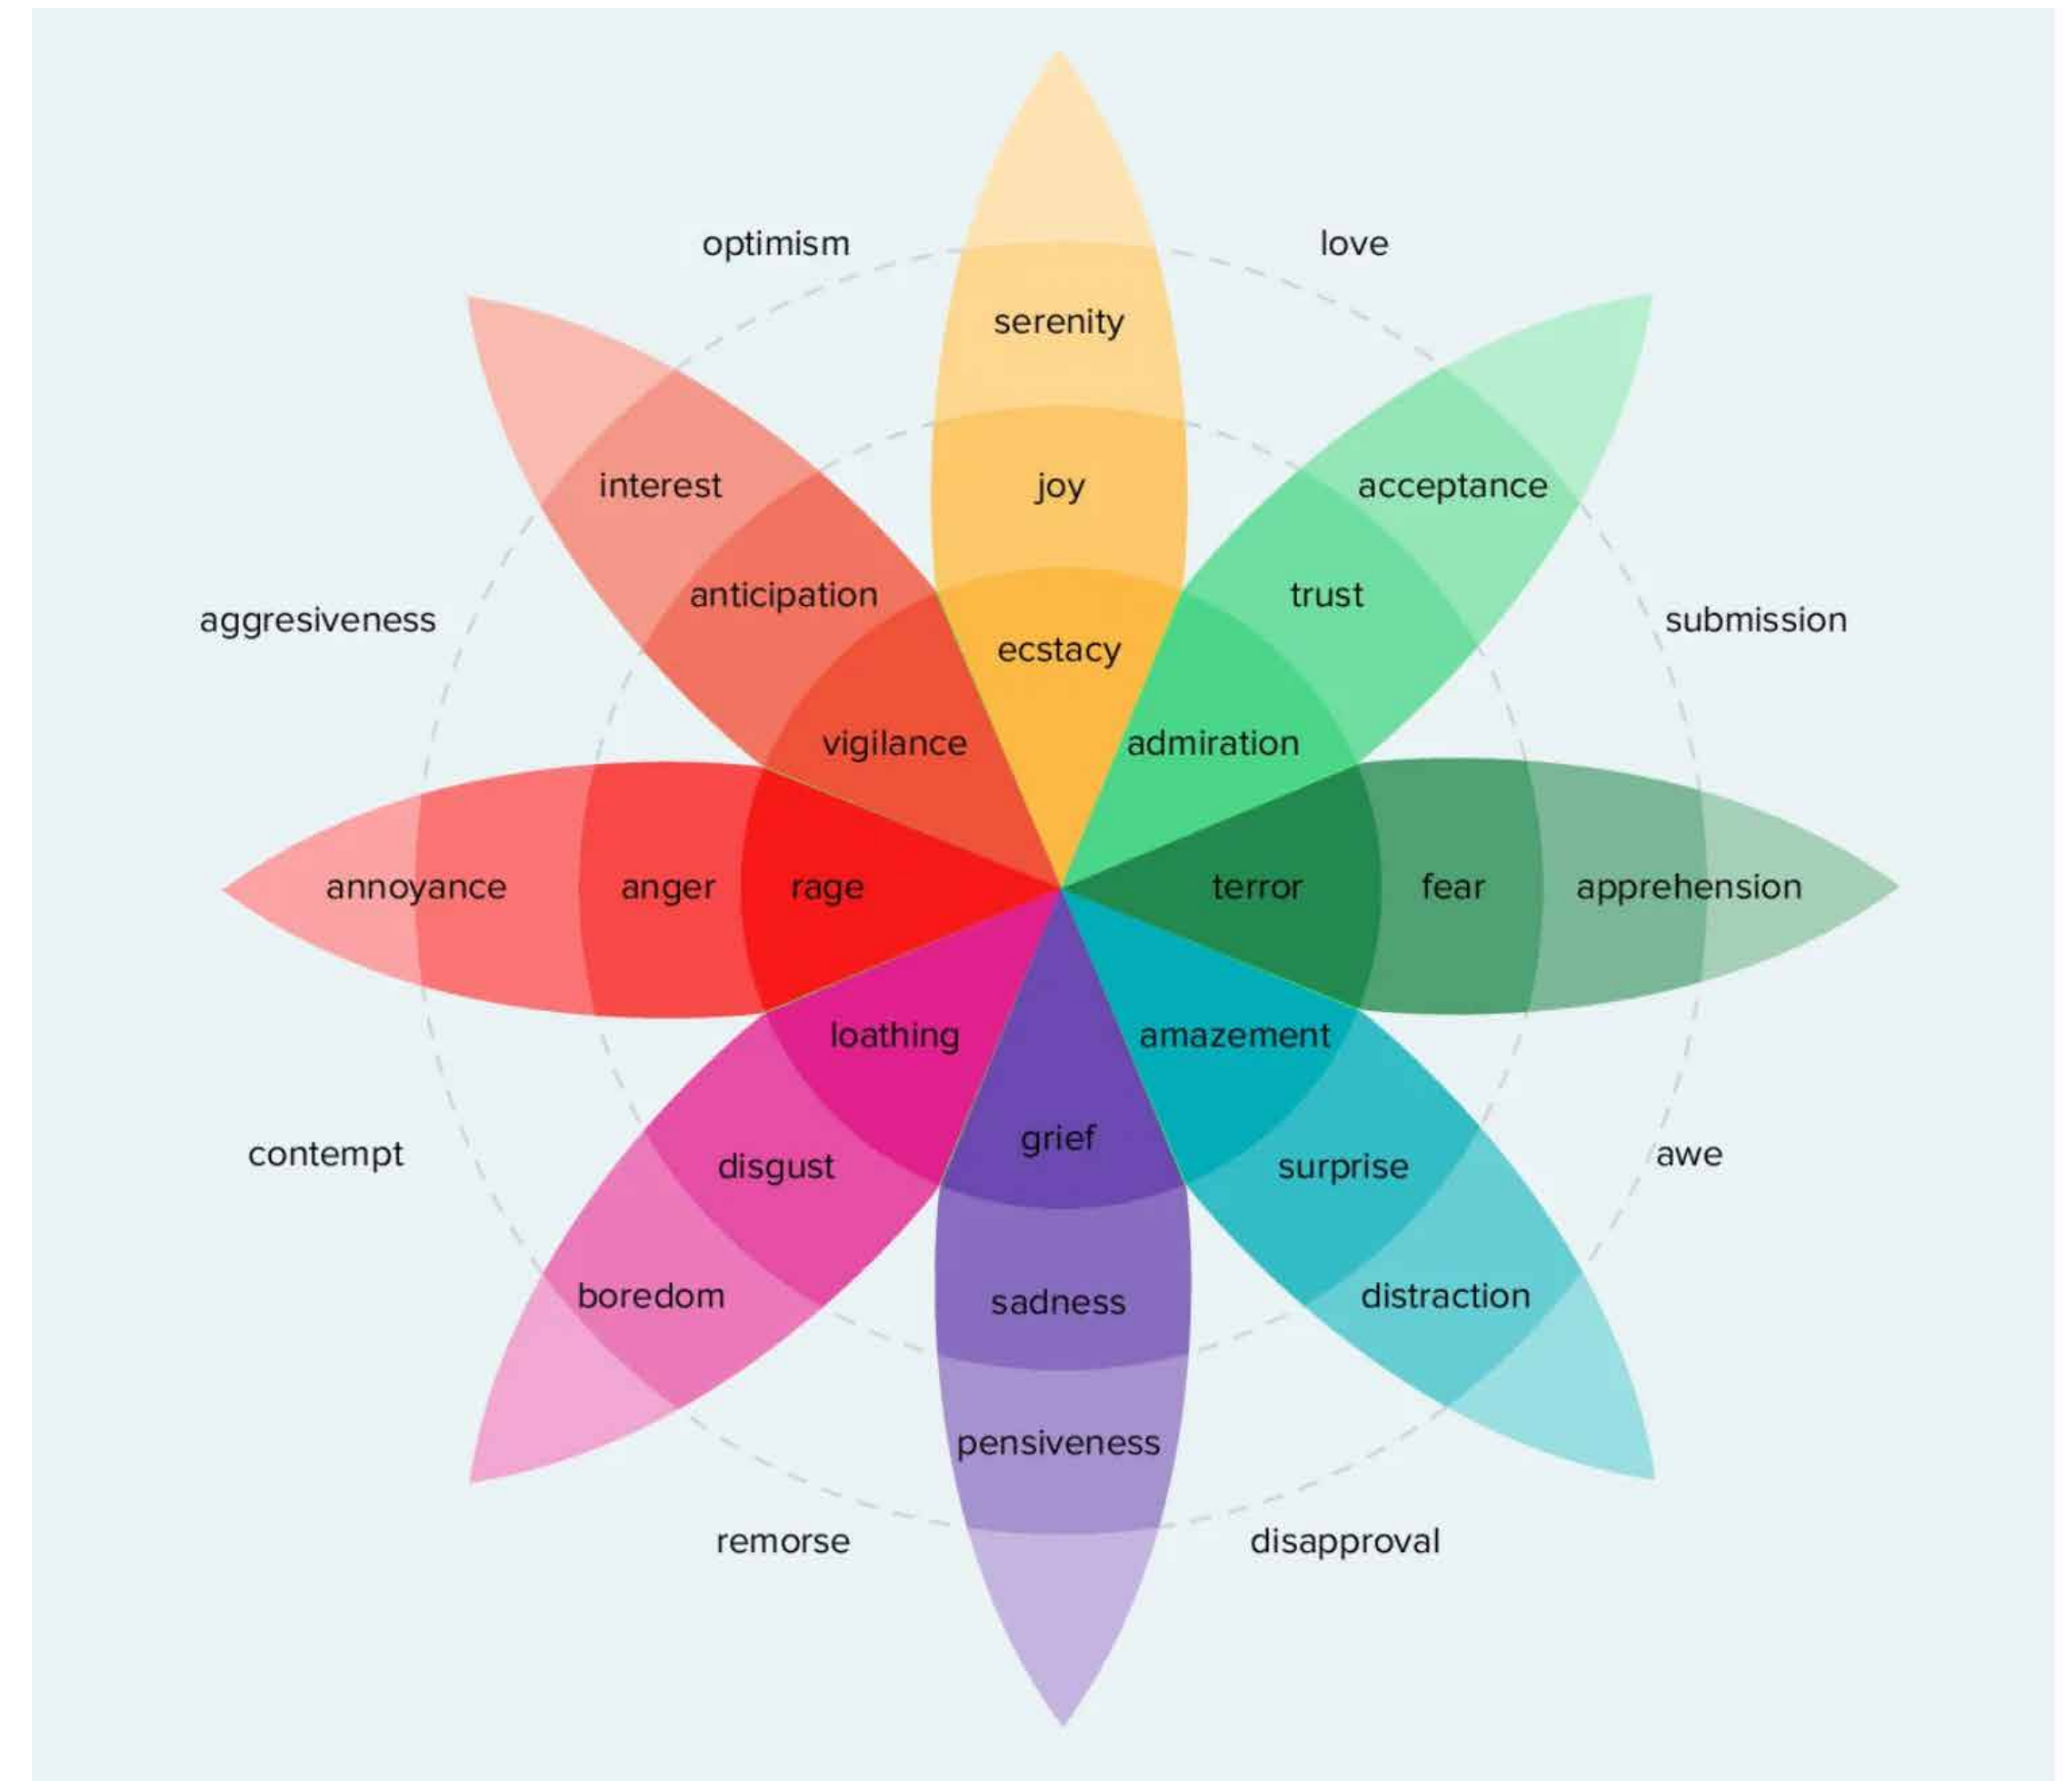 optimism
love
serenity
interest
joy
acceptance
anticipation
trust
aggresiveness
submission
ecstacy
vigilance
admiration
annoyance
anger
rage
terror
fear
apprehension
loathing
amazement
contempt
disgust
grief
surprise
awe
boredom
sadness
distraction
pensiveness
remorse
disapproval